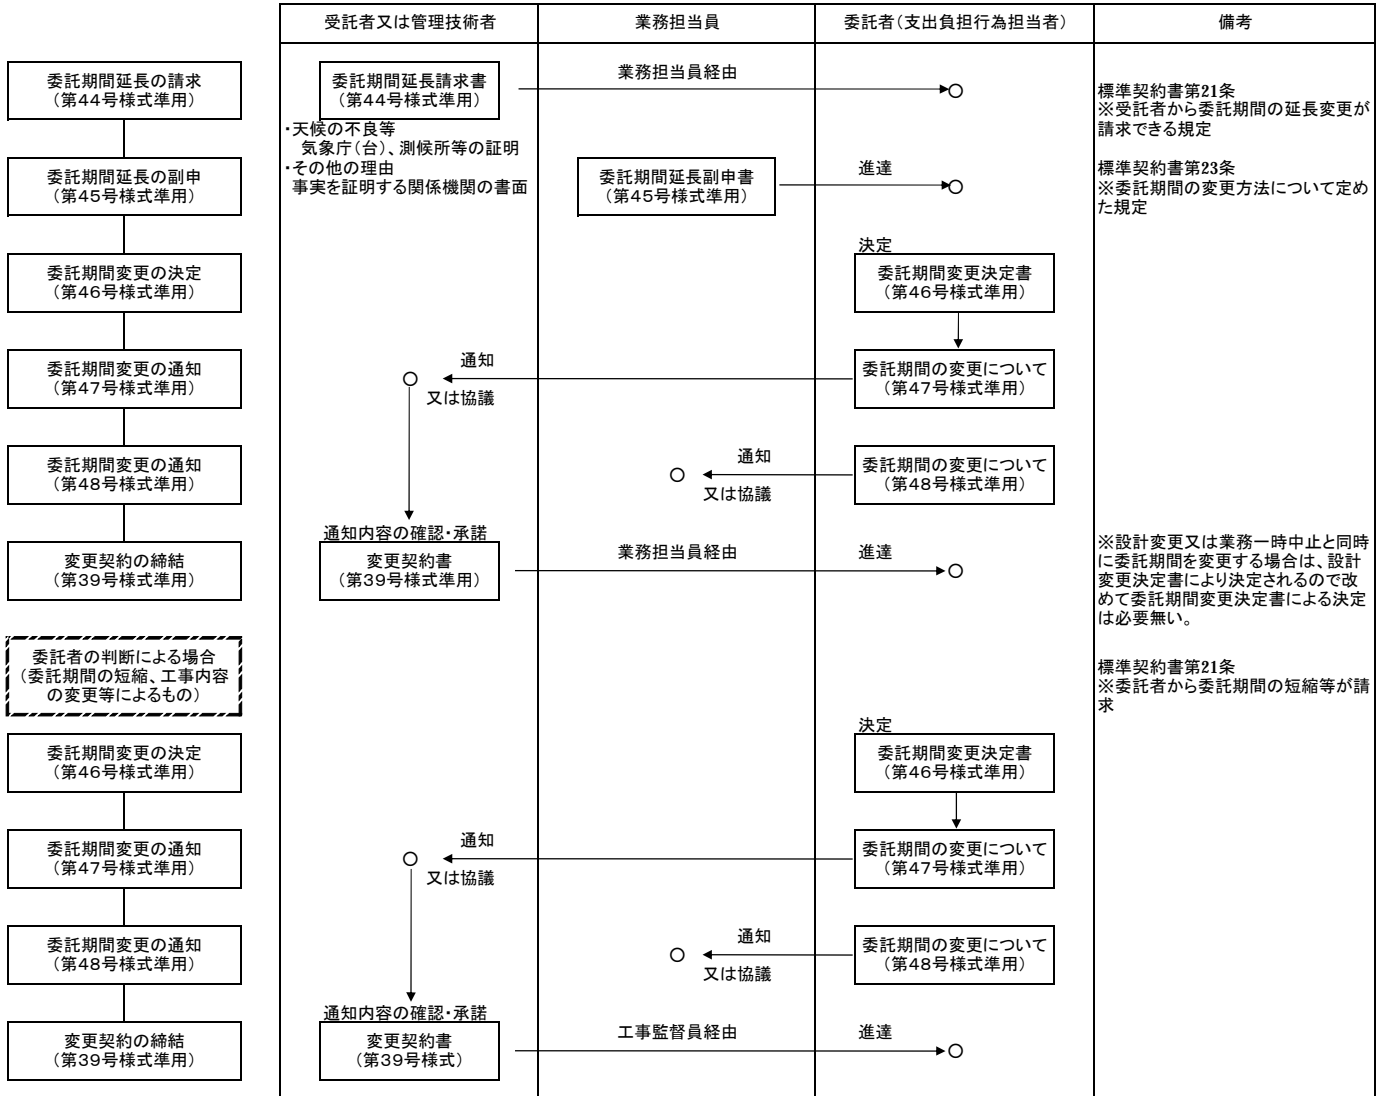 受託者又は管理技術者
業務担当員
委託者（支出負担行為担当者）
備考
委託期間延長の請求
（第44号様式準用）
委託期間延長請求書
（第44号様式準用）
業務担当員経由
標準契約書第21条
※受託者から委託期間の延長変更が
請求できる規定
・天候の不良等
気象庁（台）、測候所等の証明
・その他の理由
事実を証明する関係機関の書面
委託期間延長の副申
（第45号様式準用）
委託期間延長副申書
（第45号様式準用）
進達
標準契約書第23条
※委託期間の変更方法について定め
た規定
決定
委託期間変更の決定
（第46号様式準用）
委託期間変更決定書
（第46号様式準用）
委託期間変更の通知
（第47号様式準用）
通知
又は協議
委託期間の変更について
（第47号様式準用）
委託期間変更の通知
（第48号様式準用）
通知
又は協議
委託期間の変更について
（第48号様式準用）
通知内容の確認・承諾
変更契約の締結
（第39号様式準用）
変更契約書
（第39号様式準用）
業務担当員経由
進達
※設計変更又は業務一時中止と同時
に委託期間を変更する場合は、設計
変更決定書により決定されるので改
めて委託期間変更決定書による決定
は必要無い。
委託者の判断による場合
（委託期間の短縮、工事内容
の変更等によるもの）
標準契約書第21条
※委託者から委託期間の短縮等が請
求
決定
委託期間変更の決定
（第46号様式準用）
委託期間変更決定書
（第46号様式準用）
委託期間変更の通知
（第47号様式準用）
通知
又は協議
委託期間の変更について
（第47号様式準用）
委託期間変更の通知
（第48号様式準用）
通知
又は協議
委託期間の変更について
（第48号様式準用）
通知内容の確認・承諾
変更契約の締結
（第39号様式準用）
変更契約書
（第39号様式）
工事監督員経由
進達